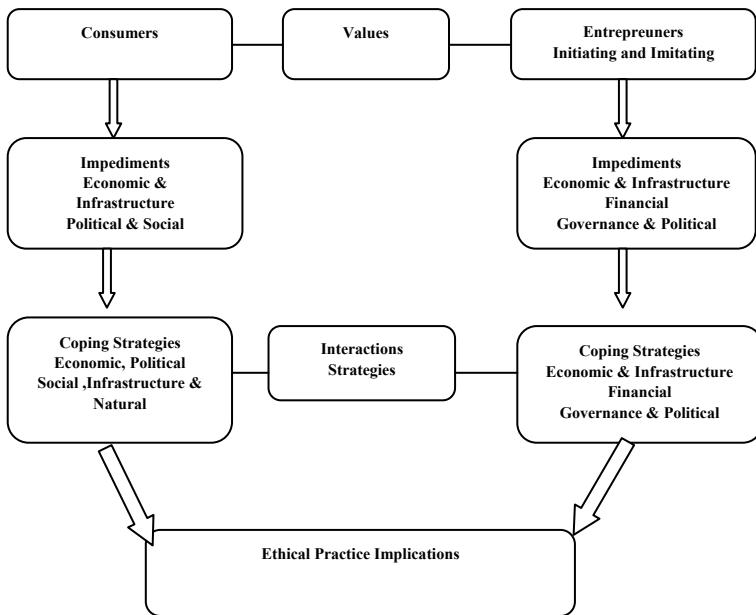 Consumers
Values
Entrepruners
Initiating and Imitating
Impediments
Economic &
Infrastructure
Political & Social
Impediments
Economic & Infrastructure
Financial
Governance & Political
Coping Strategies
Economic, Political
Social ,Infrastructure &
Natural
Interactions
Strategies
Coping Strategies
Economic & Infrastructure
Financial
Governance & Political
Ethical Practice Implications